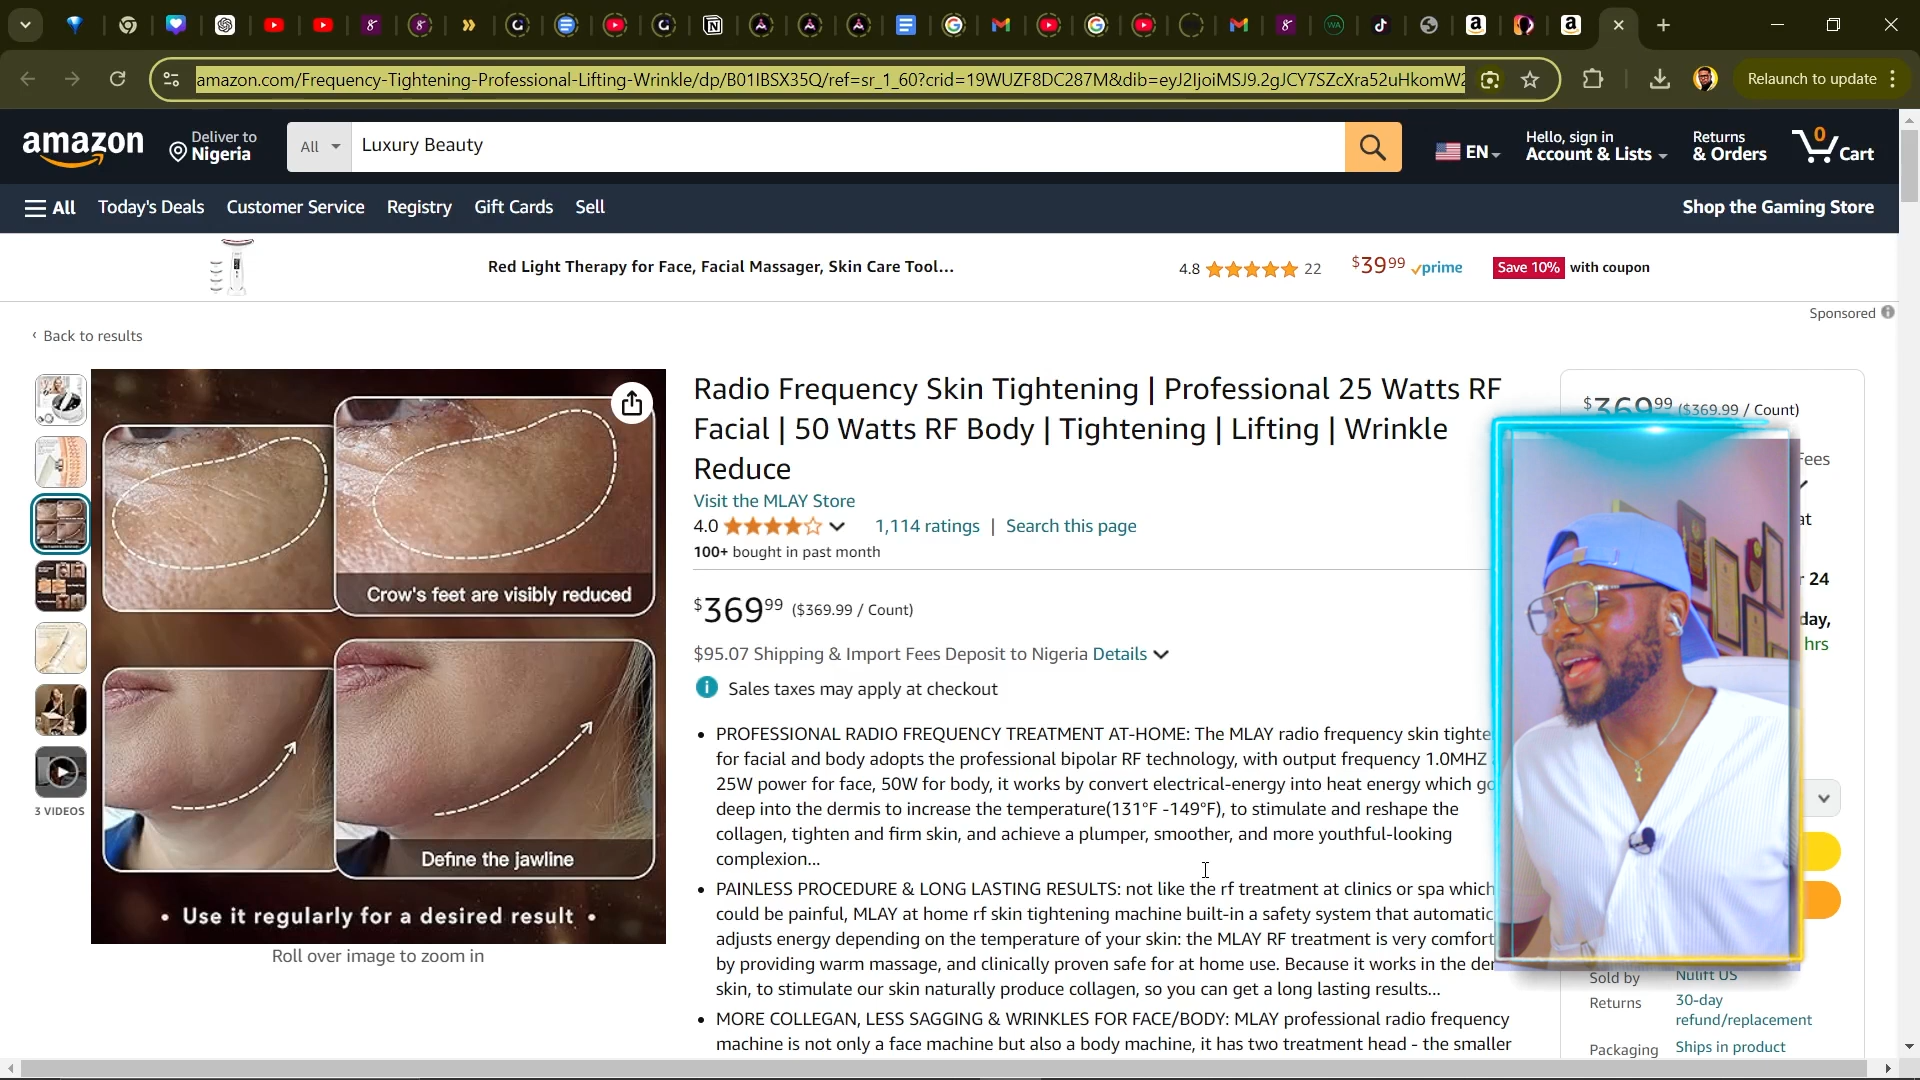 amazon.com/Frequency-Tightening-Professional-Lifting-Wrinkle/dp/B01IBSX35Q/ref=sr_1_60?crid=19WUZF8DC287M&dib=eyJ2IjoiMSJ9.2gJCY7SZcXra52uHkomW2
Relaunch to update
amazon
Deliver to
Nigeria
All
Luxury Beauty
EN
Hello, sign in
Account & Lists
Returns
& Orders
0
Cart
All
Today's Deals
Customer Service
Registry
Gift Cards
Sell
Shop the Gaming Store
Red Light Therapy for Face, Facial Massager, Skin Care Tool...
4.8
22
$39.99
prime
Save 10% with coupon
Sponsored
‹ Back to results
3 VIDEOS
Crow's feet are visibly reduced
Define the jawline
• Use it regularly for a desired result •
Roll over image to zoom in
Radio Frequency Skin Tightening | Professional 25 Watts RF
Facial | 50 Watts RF Body | Tightening | Lifting | Wrinkle
Reduce
Visit the MLAY Store
4.0
1,114 ratings | Search this page
100+ bought in past month
$369.99 ($369.99 / Count)
$95.07 Shipping & Import Fees Deposit to Nigeria Details
Sales taxes may apply at checkout
• PROFESSIONAL RADIO FREQUENCY TREATMENT AT-HOME: The MLAY radio frequency skin tighte
for facial and body adopts the professional bipolar RF technology, with output frequency 1.0MHZ
25W power for face, 50W for body, it works by convert electrical-energy into heat energy which go
deep into the dermis to increase the temperature(131°F -149°F), to stimulate and reshape the
collagen, tighten and firm skin, and achieve a plumper, smoother, and more youthful-looking
complexion...
• PAINLESS PROCEDURE & LONG LASTING RESULTS: not like the rf treatment at clinics or spa which
could be painful, MLAY at home rf skin tightening machine built-in a safety system that automatic
adjusts energy depending on the temperature of your skin: the MLAY RF treatment is very comfort
by providing warm massage, and clinically proven safe for at home use. Because it works in the der
skin, to stimulate our skin naturally produce collagen, so you can get a long lasting results...
• MORE COLLEGAN, LESS SAGGING & WRINKLES FOR FACE/BODY: MLAY professional radio frequency
machine is not only a face machine but also a body machine, it has two treatment head - the smaller
$369.99 ($369.99 / Count)
Fees
at
24
day,
hrs
Sold by
Nulift US
Returns
30-day
refund/replacement
Packaging
Ships in product